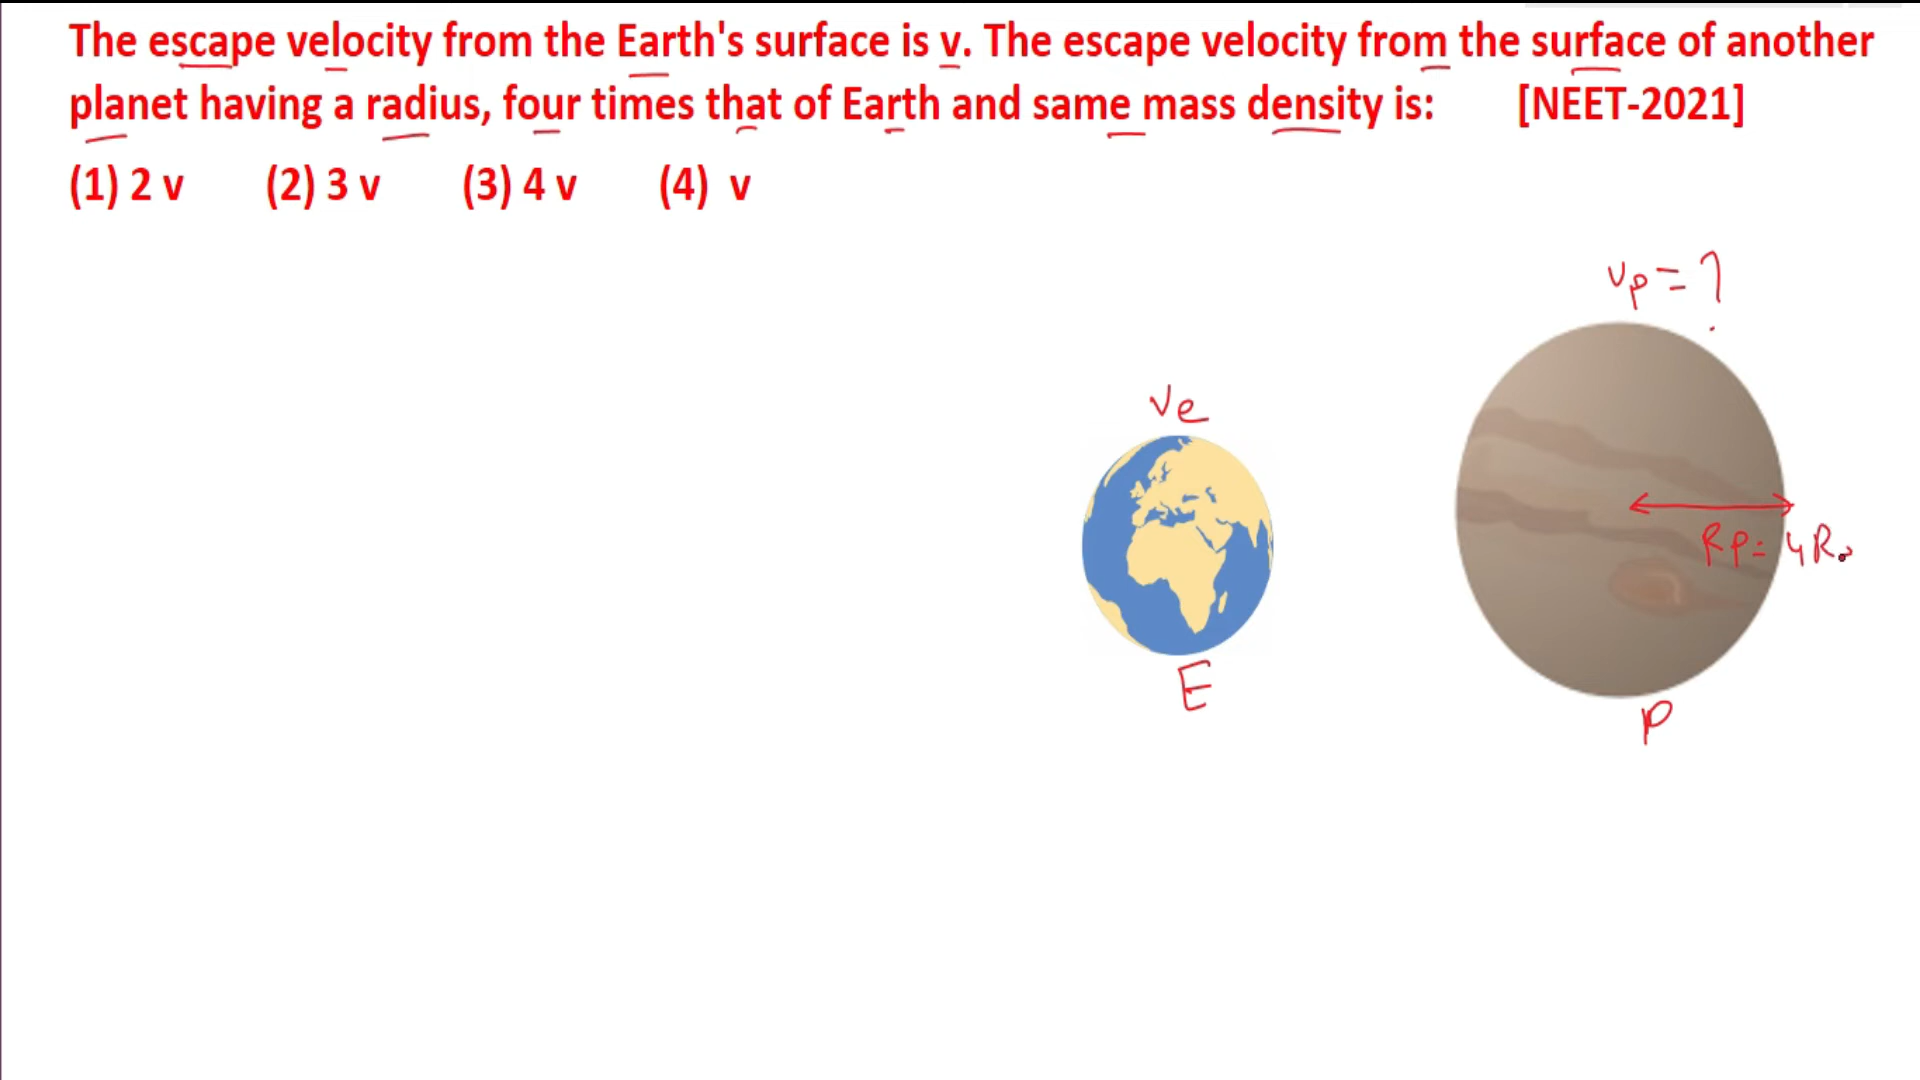 The escape velocity from the Earth's surface is v. The escape velocity from the surface of another
planet having a radius, four times that of Earth and same mass density is: [NEET-2021]
(1) 2 v (2) 3 v (3) 4 v (4) v
vp = ?
ve
Rp = 4R
E
P